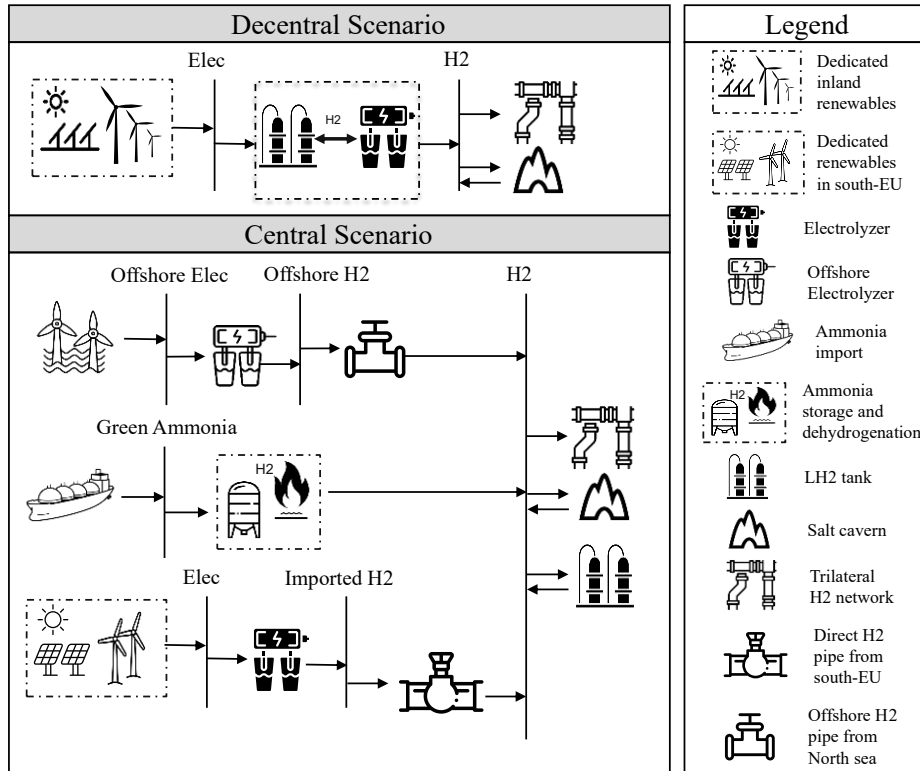 Decentral Scenario
Elec
H2
H2
Central Scenario
Offshore Elec
Offshore H2
H2
Green Ammonia
H2
Elec
Imported H2
Legend
Dedicated
inland
renewables
Dedicated
renewables
in south-EU
Electrolyzer
Offshore
Electrolyzer
Ammonia
import
H2
Ammonia
storage and
dehydrogenation
LH2 tank
Salt cavern
Trilateral
H2 network
Direct H2
pipe from
south-EU
Offshore H2
pipe from
North sea